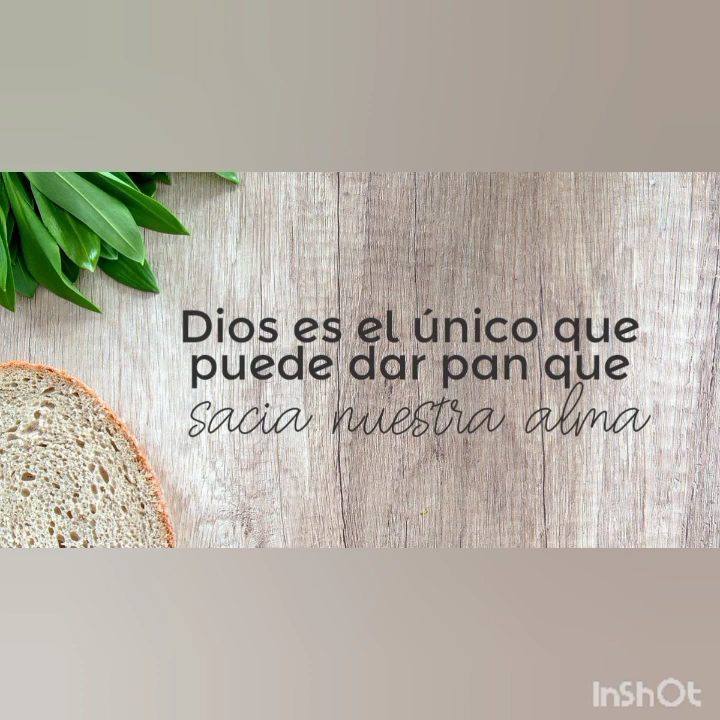 Dios es el único que
puede dar pan que
sacia nuestra alma
InShOt